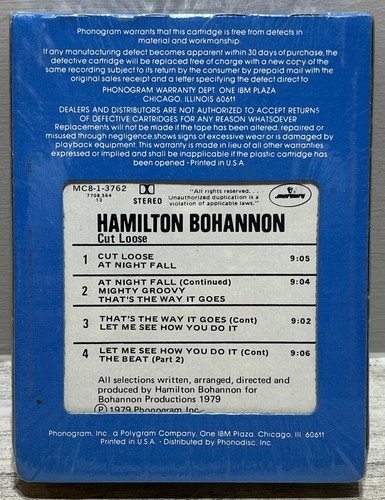 Phonogram warrants that this cartridge is free from defects in
material and workmanship.
If any manufacturing defect becomes apparent within 30 days of purchase, the
defective cartridge will be replaced free of charge with a new copy of the
same recording subject to its return by the consumer by prepaid mail with the
original sales receipt and a letter specifying the defect direct to
PHONOGRAM WARRANTY DEPT. ONE IBM PLAZA
CHICAGO, ILLINOIS 60611
DEALERS AND DISTRIBUTORS ARE NOT AUTHORIZED TO ACCEPT RETURNS
OF DEFECTIVE CARTRIDGES FOR ANY REASON WHATSOEVER
Replacements will not be made if the tape has been altered, repaired or
misused through negligence, shows signs of excessive wear or is damaged by
playback equipment. This warranty is made in lieu of all other warranties
expressed or implied and shall be inapplicable if the plastic cartridge has
been opened • Printed in U.S.A.
MC8-1-3762
7708 564
13
STEREO
"All rights reserved...
Unauthorized duplication is a
violation of applicable laws."
mercury
HAMILTON BOHANNON
Cut Loose
1 CUT LOOSE 9:05
AT NIGHT FALL
2 AT NIGHT FALL (Continued) 9:04
MIGHTY GROOVY
THAT'S THE WAY IT GOES
3 THAT'S THE WAY IT GOES (Cont) 9:02
LET ME SEE HOW YOU DO IT
4 LET ME SEE HOW YOU DO IT (Cont) 9:06
THE BEAT (Part 2)
All selections written, arranged, directed and
produced by Hamilton Bohannon for
Bohannon Productions 1979
Ⓟ 1979 Phonogram, Inc.
Phonogram, Inc., a Polygram Company, One IBM Plaza, Chicago, Ill. 60611
Printed in U.S.A. • Distributed by Phonodisc, Inc.